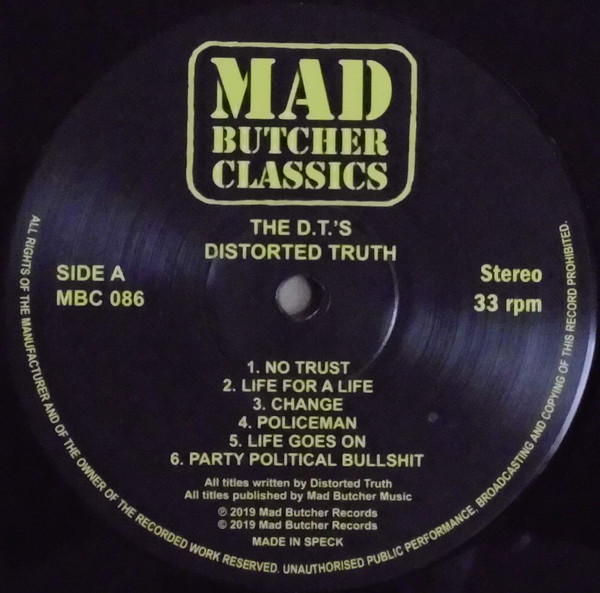 MAD
BUTCHER
CLASSICS
THE D.T.'S
DISTORTED TRUTH
SIDE A
MBC 086
Stereo
33 rpm
1. NO TRUST
2. LIFE FOR A LIFE
3. CHANGE
4. POLICEMAN
5. LIFE GOES ON
6. PARTY POLITICAL BULLSHIT
All titles written by Distorted Truth
All titles published by Mad Butcher Music
℗ 2019 Mad Butcher Records
© 2019 Mad Butcher Records
MADE IN SPECK
ALL RIGHTS OF THE MANUFACTURER AND OF THE OWNER OF THE RECORDED WORK RESERVED. UNAUTHORISED PUBLIC PERFORMANCE, BROADCASTING AND COPYING OF THIS RECORD PROHIBITED.